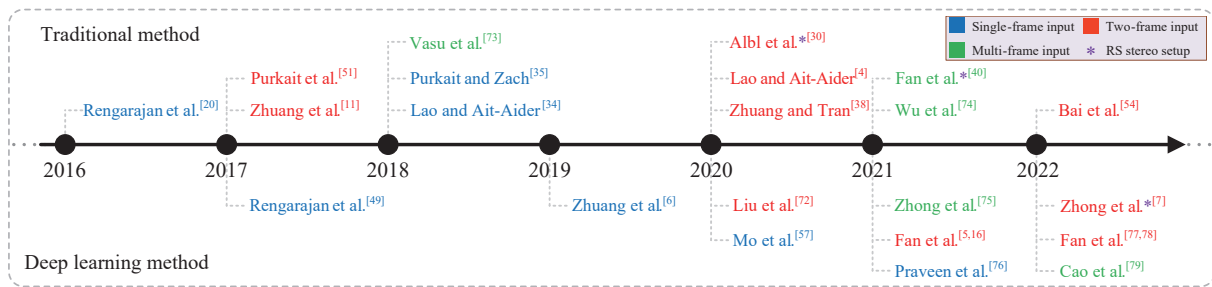 Traditional method
Single-frame input
Two-frame input
Multi-frame input
* RS stereo setup
Vasu et al.[73]
Albl et al.*[30]
Purkait et al.[51]
Purkait and Zach[35]
Lao and Ait-Aider[4]
Fan et al.*[40]
Rengarajan et al.[20]
Zhuang et al.[11]
Lao and Ait-Aider[34]
Zhuang and Tran[38]
Wu et al.[74]
Bai et al.[54]
2016
2017
2018
2019
2020
2021
2022
Rengarajan et al.[49]
Zhuang et al.[6]
Liu et al.[72]
Zhong et al.[75]
Zhong et al.*[7]
Mo et al.[57]
Fan et al.[5,16]
Fan et al.[77,78]
Deep learning method
Praveen et al.[76]
Cao et al.[79]